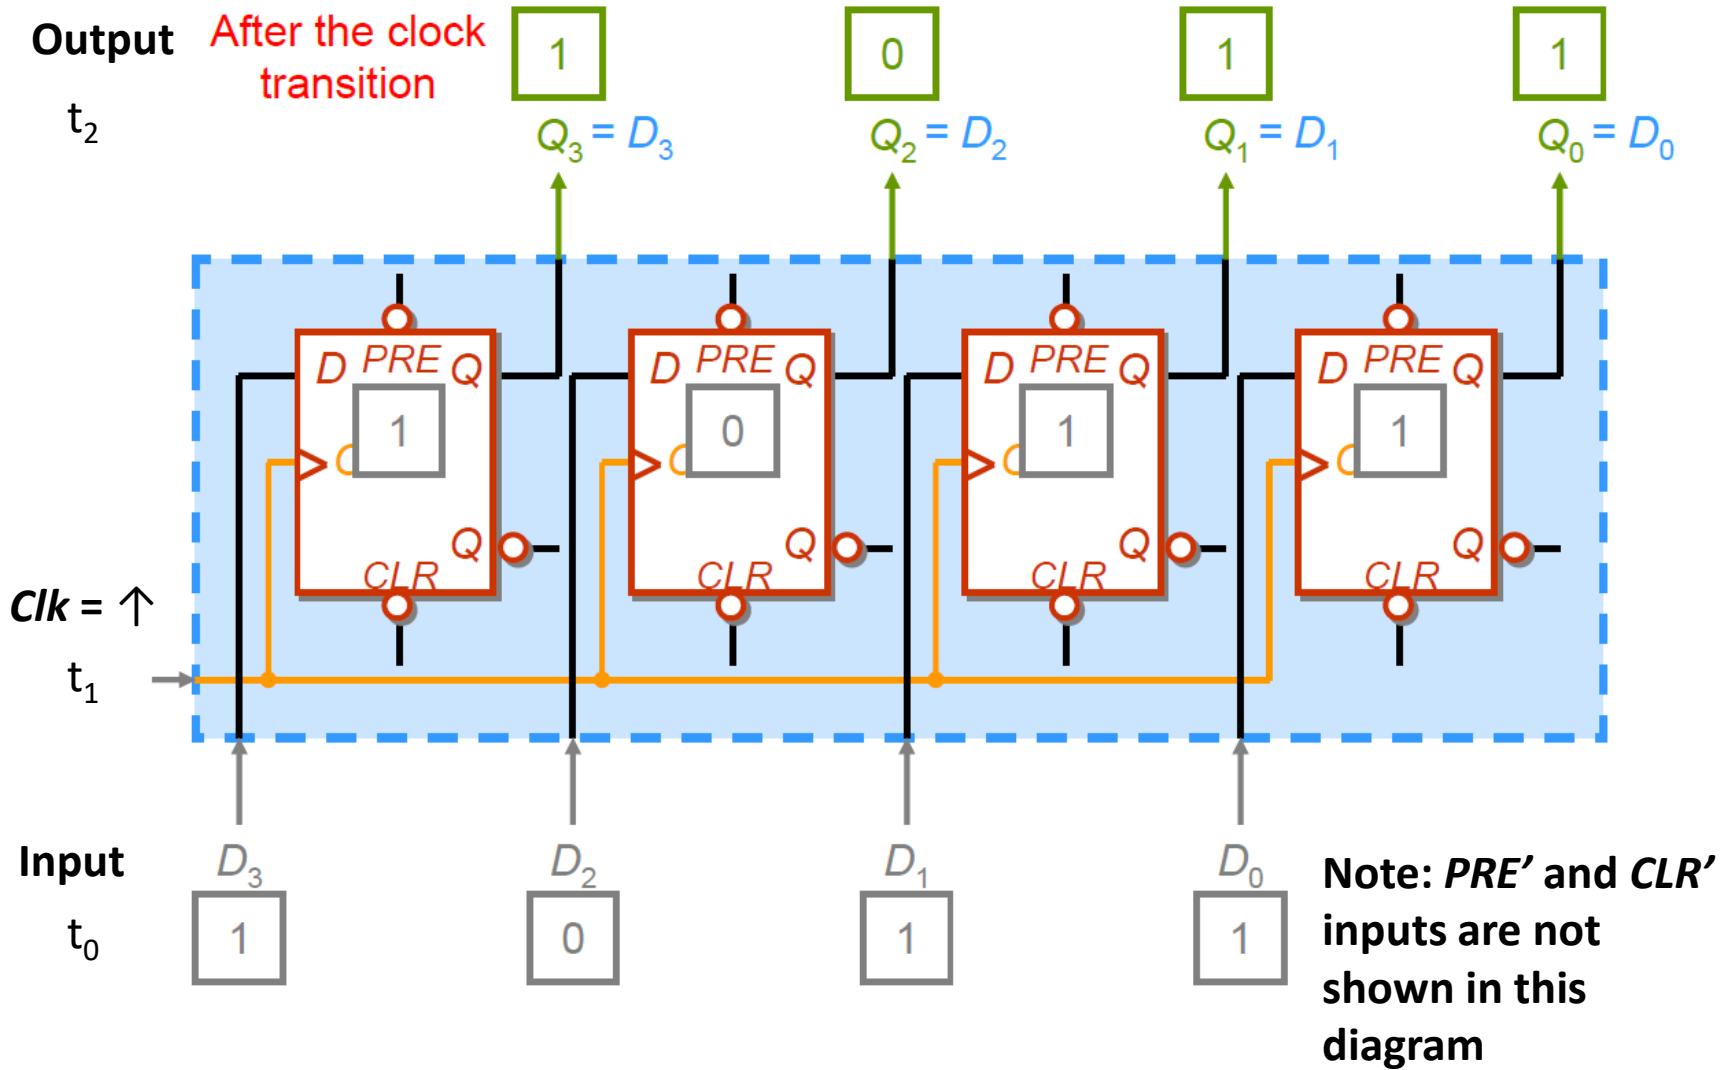 Output
After the clock
transition
t2
1
0
1
1
Q3 = D3
Q2 = D2
Q1 = D1
Q0 = D0
D PRE Q
D PRE Q
D PRE Q
D PRE Q
1
0
1
1
C
C
C
C
Q
Q
Q
Q
CLR
CLR
CLR
CLR
Clk = ↑
t1
Input
D3
D2
D1
D0
t0
1
0
1
1
Note: PRE’ and CLR’
inputs are not
shown in this
diagram